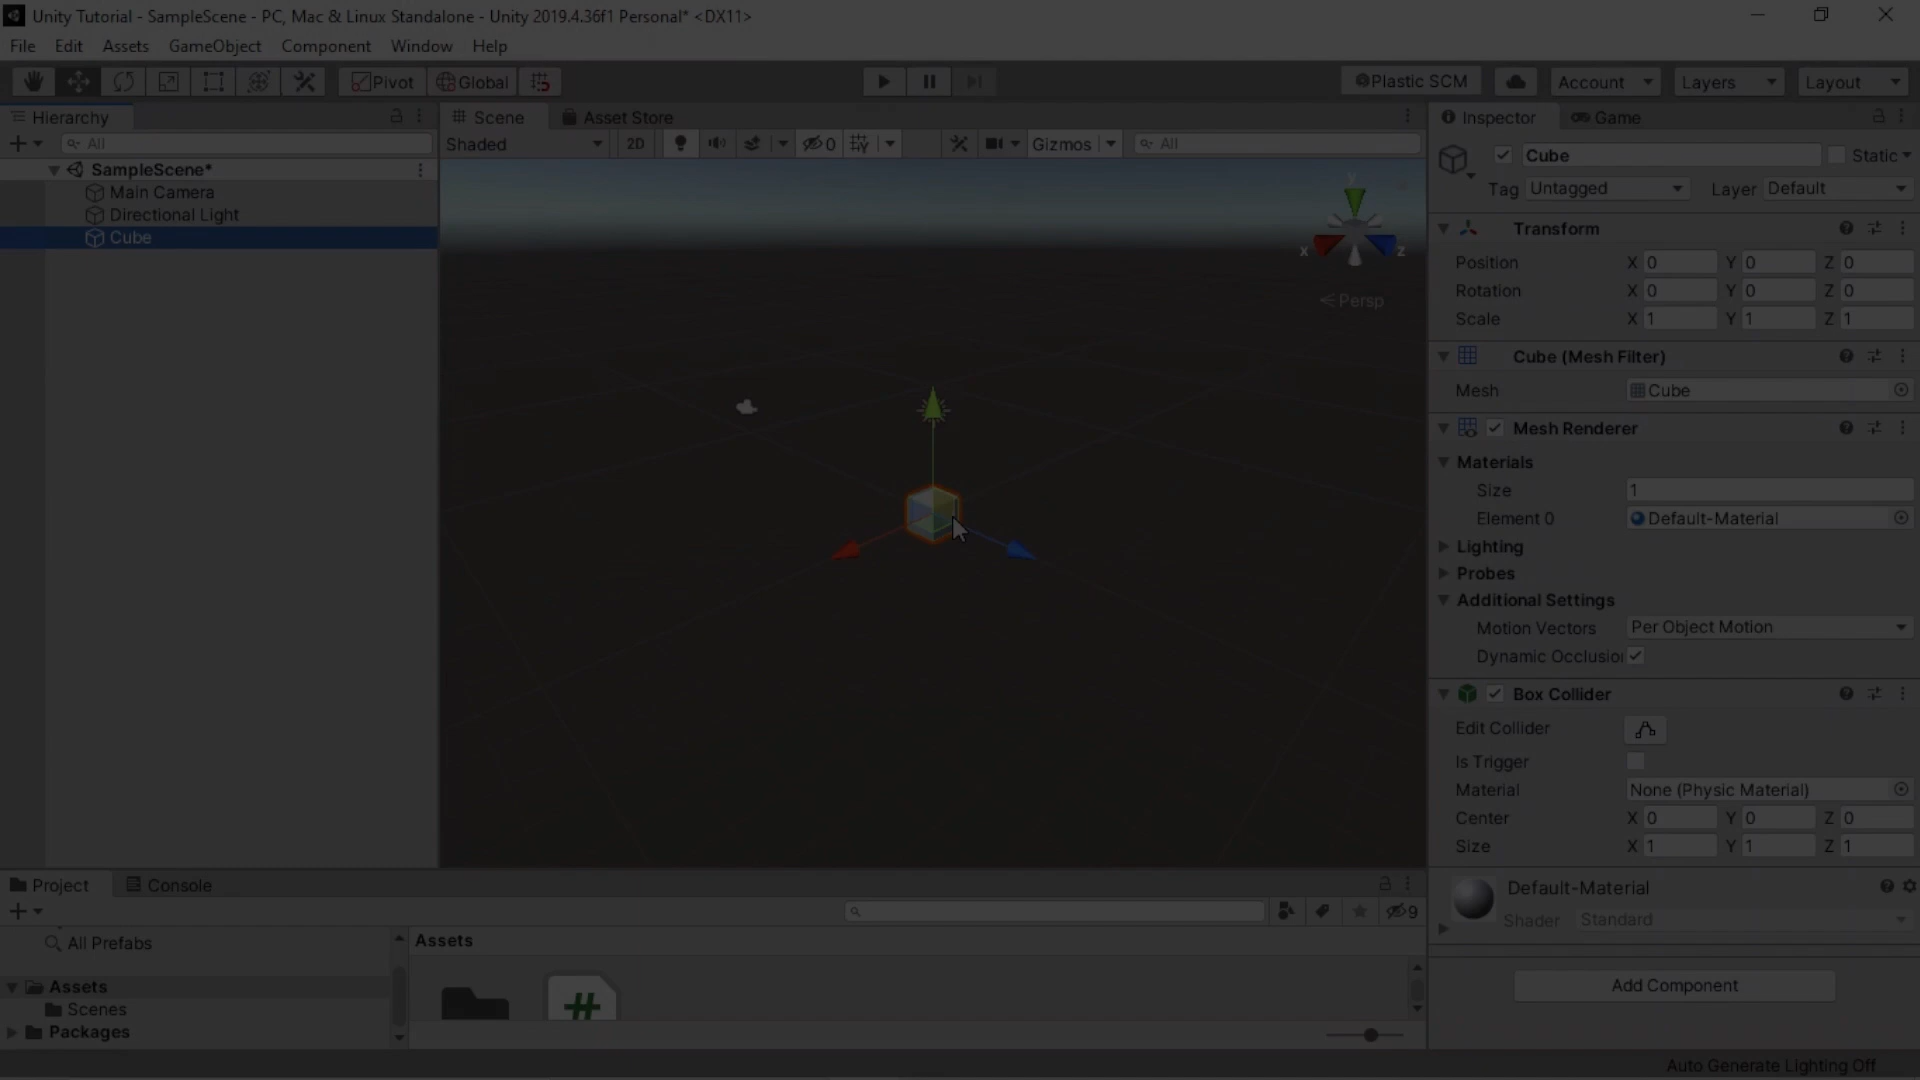 Unity Tutorial - SampleScene - PC, Mac & Linux Standalone - Unity 2019.4.36f1 Personal* <DX11>
File Edit Assets GameObject Component Window Help
Pivot Global Plastic SCM Account Layers Layout
Hierarchy
All
SampleScene*
Main Camera
Directional Light
Cube
Scene Asset Store
Shaded 2D 0 Gizmos All
y
x z
Persp
Inspector Game
Cube Static
Tag Untagged Layer Default
Transform
Position X 0 Y 0 Z 0
Rotation X 0 Y 0 Z 0
Scale X 1 Y 1 Z 1
Cube (Mesh Filter)
Mesh Cube
Mesh Renderer
Materials
Size 1
Element 0 Default-Material
Lighting
Probes
Additional Settings
Motion Vectors Per Object Motion
Dynamic Occlusio
Box Collider
Edit Collider
Is Trigger
Material None (Physic Material)
Center X 0 Y 0 Z 0
Size X 1 Y 1 Z 1
Default-Material
Shader Standard
Add Component
Project Console
9
All Prefabs
Assets
Scenes
Packages
Assets
#
Auto Generate Lighting Off